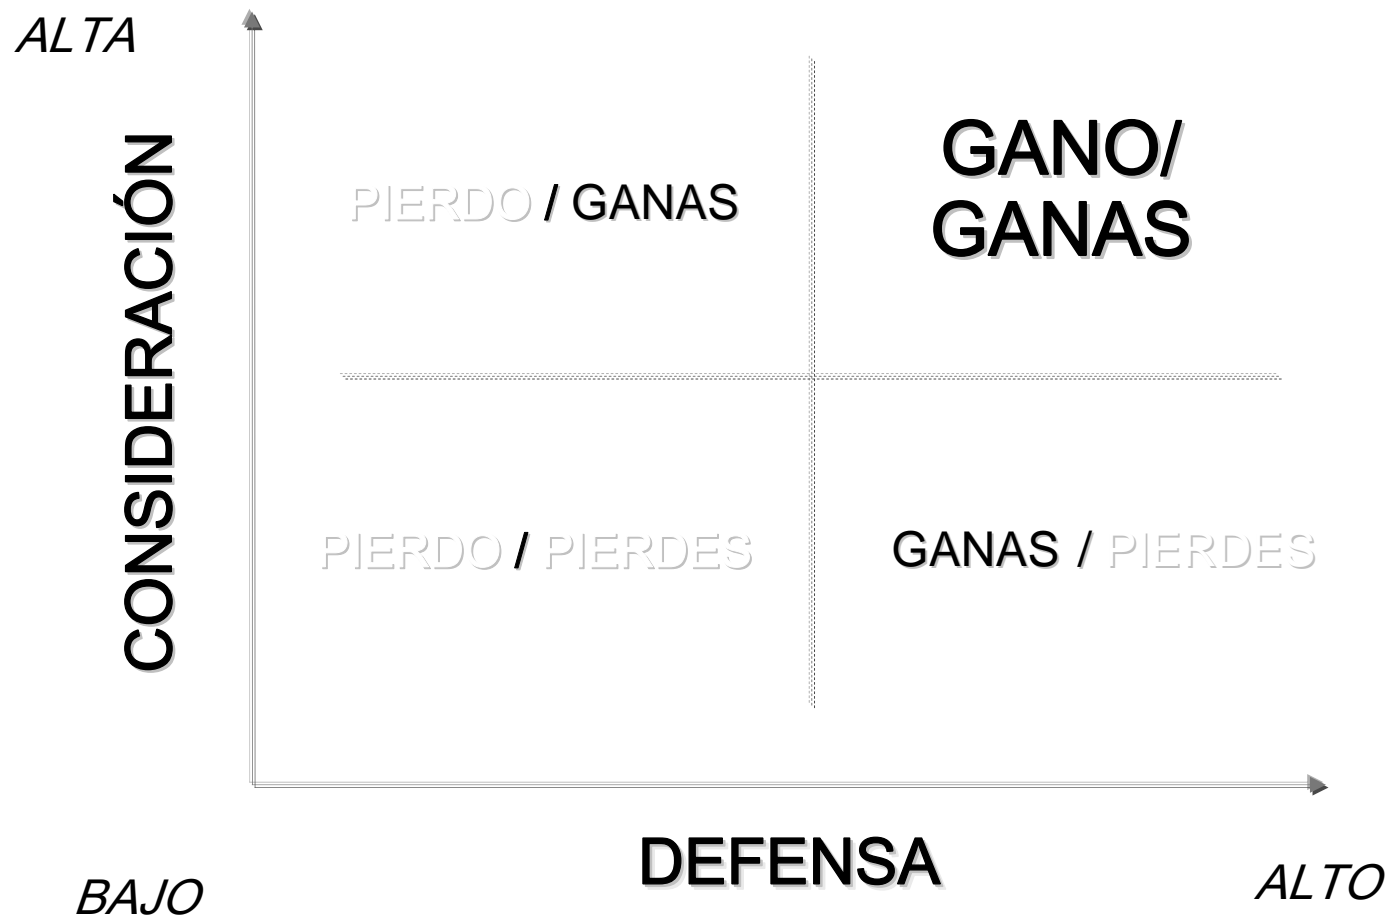 ALTA
CONSIDERACIÓN
PIERDO / GANAS
GANO/
GANAS
PIERDO / PIERDES
GANAS / PIERDES
DEFENSA
BAJO
ALTO